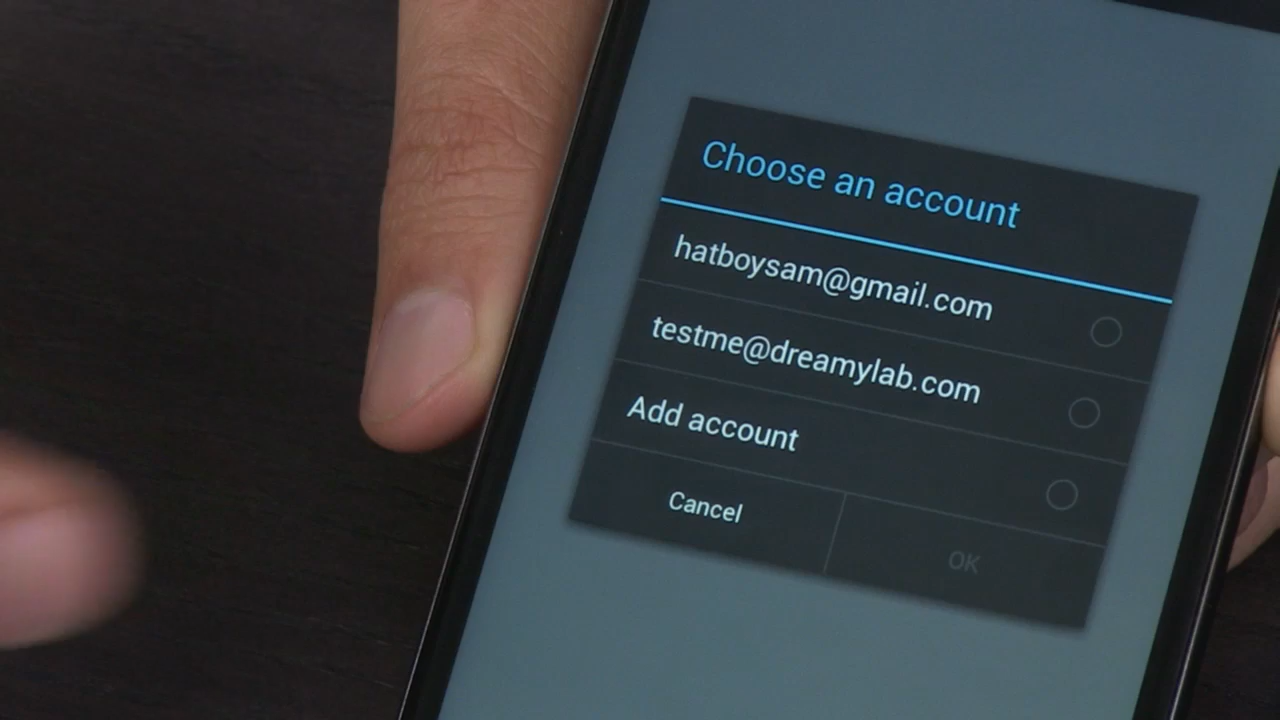 Choose an account
hatboysam@gmail.com
testme@dreamylab.com
Add account
Cancel
OK